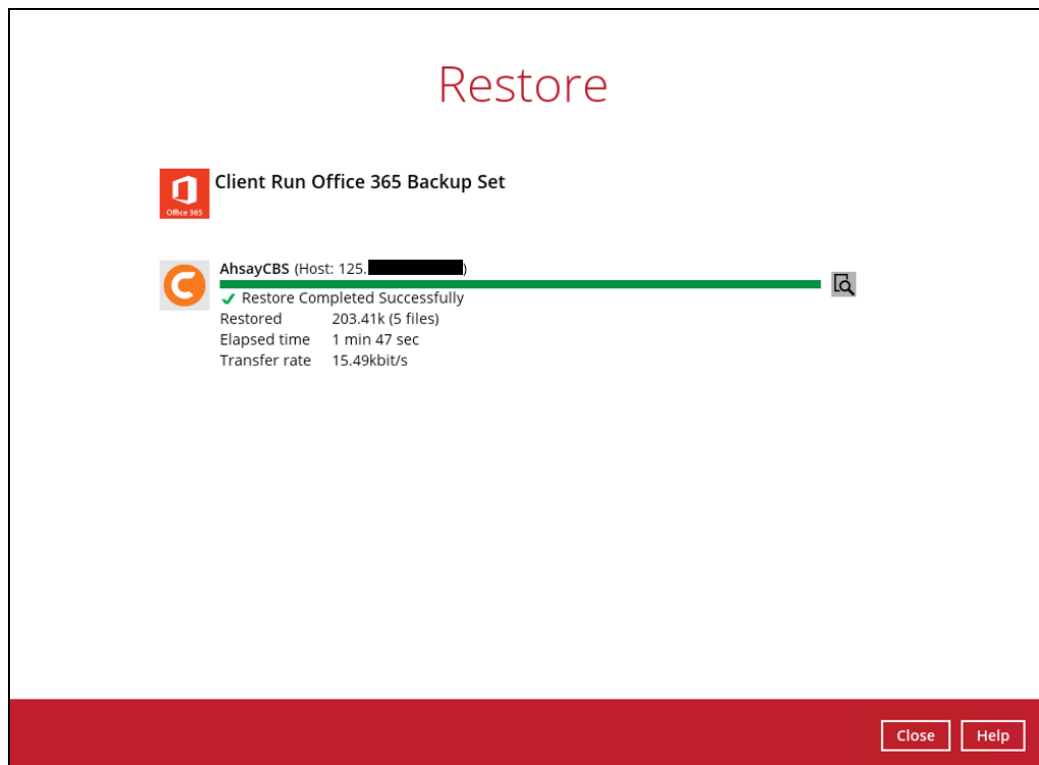 Restore
Client Run Office 365 Backup Set
Office 365
AhsayCBS (Host: 125.)
Restore Completed Successfully
Restored 203.41k (5 files)
Elapsed time 1 min 47 sec
Transfer rate 15.49kbit/s
Close Help